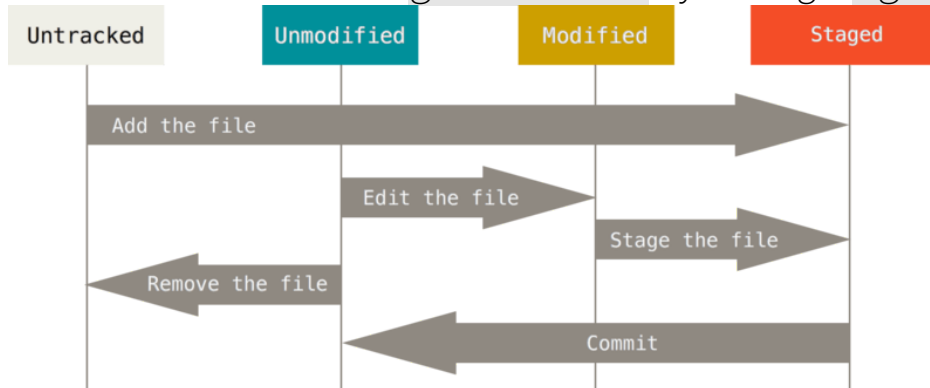 Untracked Unmodified Modified Staged
Add the file
Edit the file
Stage the file
Remove the file
Commit